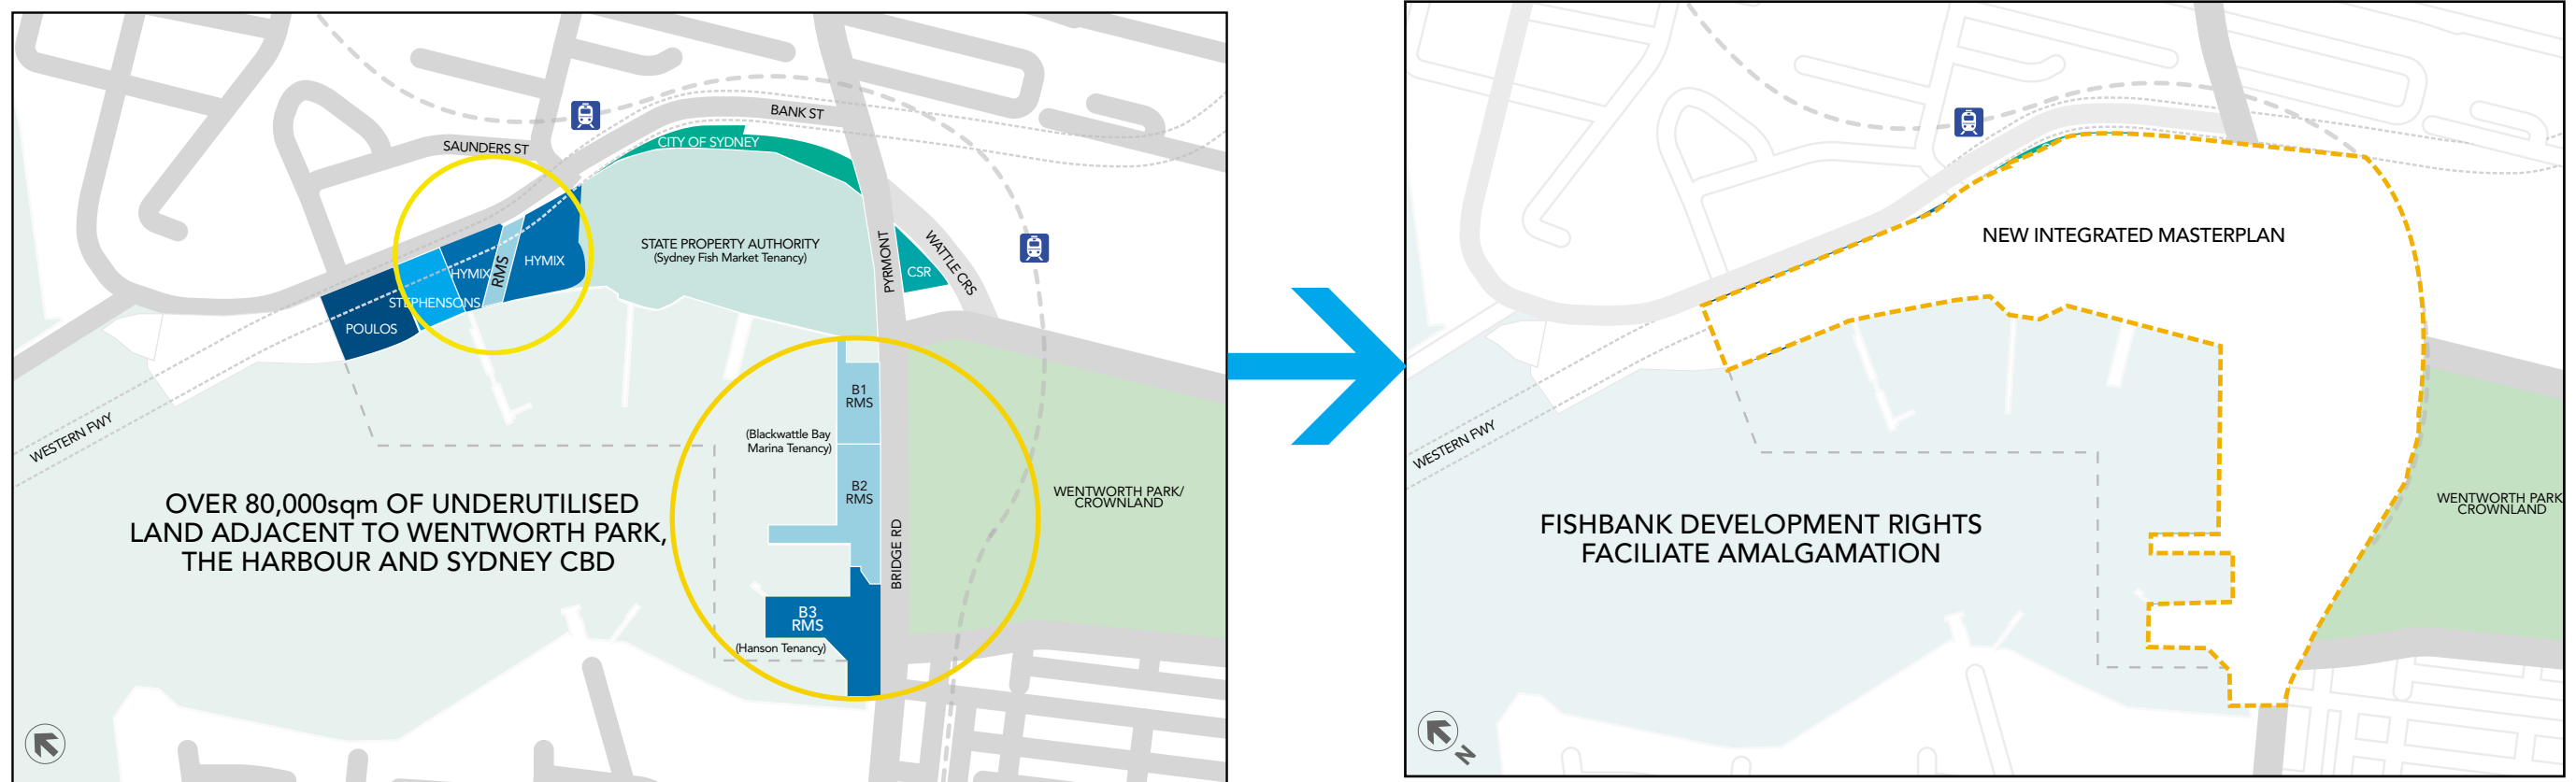 BANK ST
SAUNDERS ST
CITY OF SYDNEY
STATE PROPERTY AUTHORITY
(Sydney Fish Market Tenancy)
PYRMONT
WATTLE CRS
CSR
HYMIX
RMS
HYMIX
STEPHENSONS
POULOS
WESTERN FWY
B1
RMS
(Blackwattle Bay
Marina Tenancy)
B2
RMS
BRIDGE RD
WENTWORTH PARK/
CROWNLAND
OVER 80,000sqm OF UNDERUTILISED
LAND ADJACENT TO WENTWORTH PARK,
THE HARBOUR AND SYDNEY CBD
B3
RMS
(Hanson Tenancy)
NEW INTEGRATED MASTERPLAN
WESTERN FWY
WENTWORTH PARK
CROWNLAND
FISHBANK DEVELOPMENT RIGHTS
FACILIATE AMALGAMATION
N